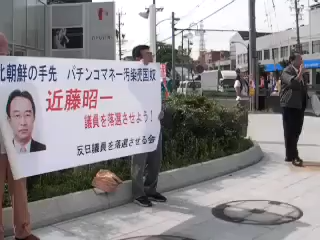 北朝鮮の手先 パチンコマネー汚染売国奴
近藤昭一
議員を落選させよう！
反日議員を落選させる会